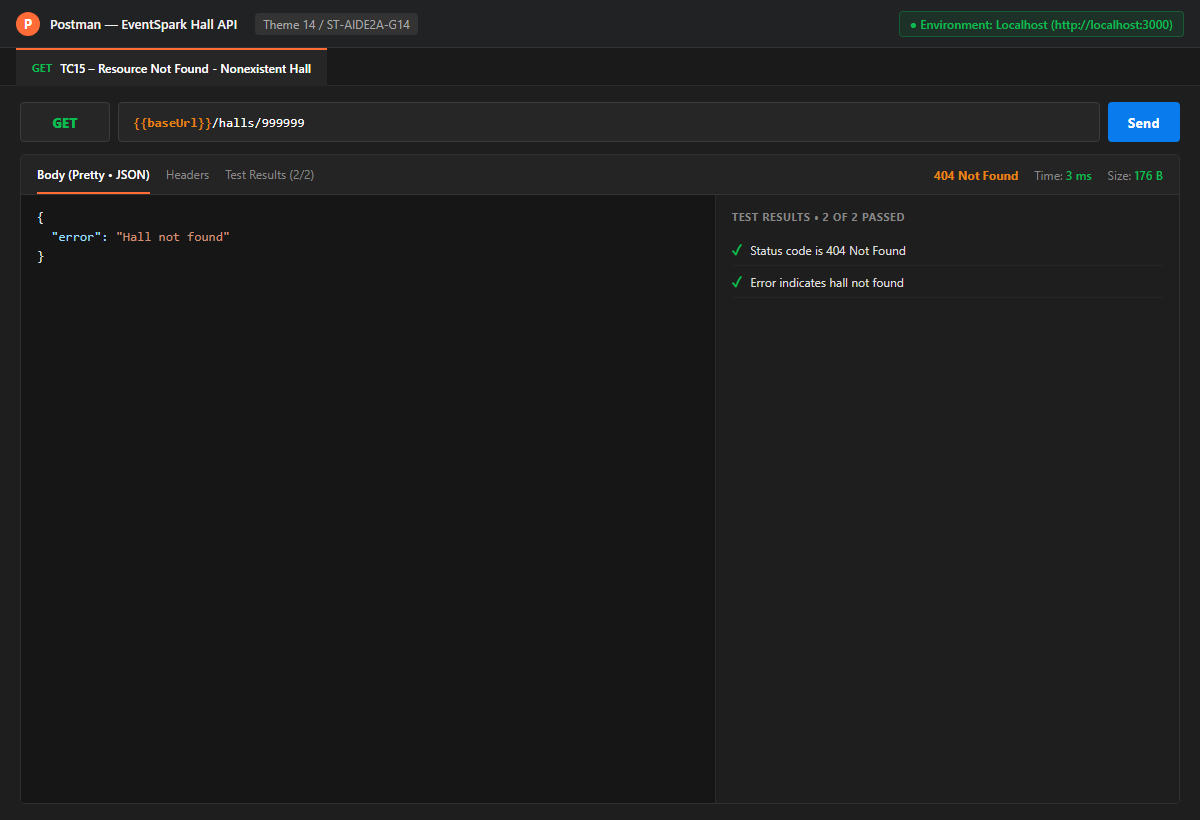 P Postman — EventSpark Hall API Theme 14 / ST-AIDE2A-G14 • Environment: Localhost (http://localhost:3000)
GET TC15 – Resource Not Found - Nonexistent Hall
GET {{baseUrl}}/halls/999999 Send
Body (Pretty • JSON) Headers Test Results (2/2) 404 Not Found Time: 3 ms Size: 176 B
{
"error": "Hall not found"
}
TEST RESULTS • 2 OF 2 PASSED
✓ Status code is 404 Not Found
✓ Error indicates hall not found